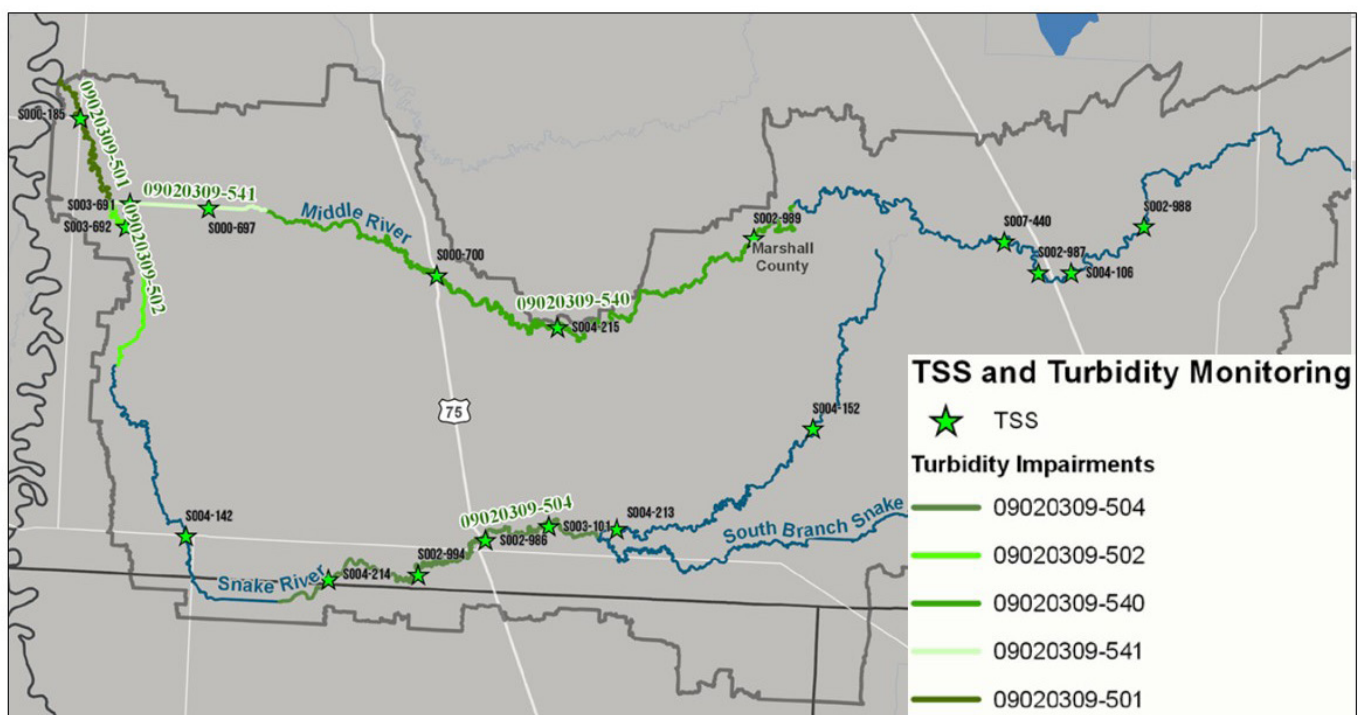 S000-185
09020309-501
S003-691
09020309-541
S003-692
S000-697
09020309-502
Middle River
S000-700
09020309-540
S004-215
S002-989
Marshall
County
S007-440
S002-987
S004-106
S002-988
75
S004-152
S004-142
Snake River
S004-214
S002-994
09020309-504
S002-986
S003-101
S004-213
South Branch Snake
TSS and Turbidity Monitoring
TSS
Turbidity Impairments
09020309-504
09020309-502
09020309-540
09020309-541
09020309-501